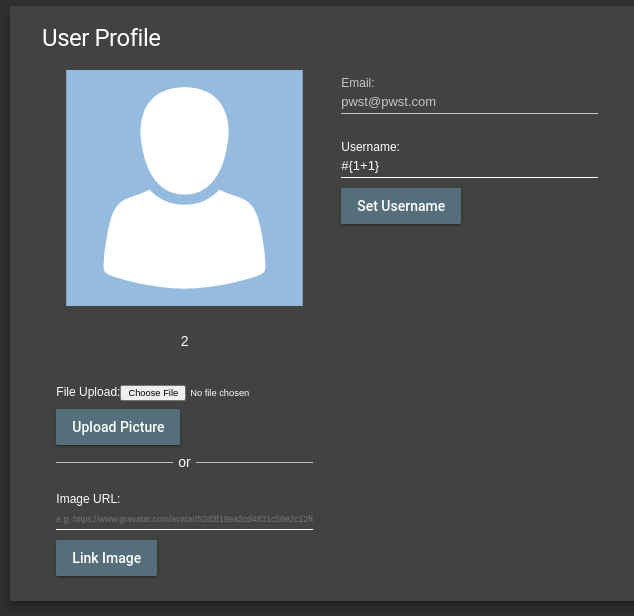 User Profile
Email:
pwst@pwst.com
Username:
#{1+1}
Set Username
2
File Upload: Choose File No file chosen
Upload Picture
or
Image URL:
e.g. https://www.gravatar.com/avatar/52d3f19ea2cd4831c56e2c12f6
Link Image